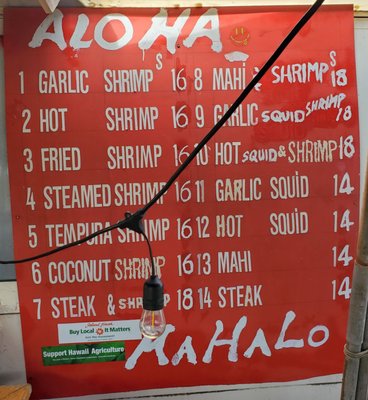 ALOHA
1 GARLIC SHRIMPS 16
2 HOT SHRIMP 16
3 FRIED SHRIMP 16
4 STEAMED SHRIMP 16
5 TEMPURA SHRIMP 16
6 COCONUT SHRIMP 16
7 STEAK & SHRIMP 18
8 MAHI & SHRIMPS 18
9 GARLIC SQUID SHRIMP 18
10 HOT SQUID & SHRIMP 18
11 GARLIC SQUID 14
12 HOT SQUID 14
13 MAHI 14
14 STEAK 14
MAHALO
Island fresh
Buy Local it Matters
Support Hawaii Agriculture